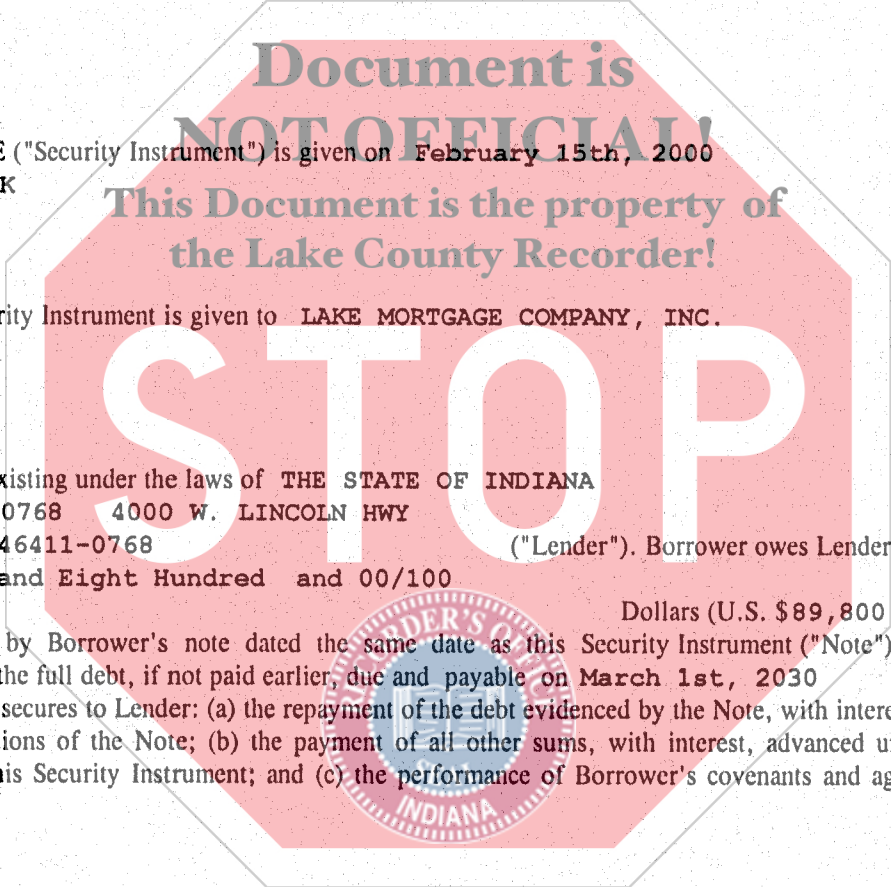 Document is
NOT OFFICIAL!
E ("Security Instrument") is given on February 15th, 2000
K
This Document is the property of
the Lake County Recorder!
rity Instrument is given to LAKE MORTGAGE COMPANY, INC.
STOP
xisting under the laws of THE STATE OF INDIANA
0768 4000 W. LINCOLN HWY
46411-0768 ("Lender"). Borrower owes Lender
and Eight Hundred and 00/100
Dollars (U.S. $89,800
by Borrower's note dated the same date as this Security Instrument ("Note")
the full debt, if not paid earlier, due and payable on March 1st, 2030
secures to Lender: (a) the repayment of the debt evidenced by the Note, with intere
ions of the Note; (b) the payment of all other sums, with interest, advanced u
is Security Instrument; and (c) the performance of Borrower's covenants and ag
RECORDER'S OFFICE
SEAL
INDIANA